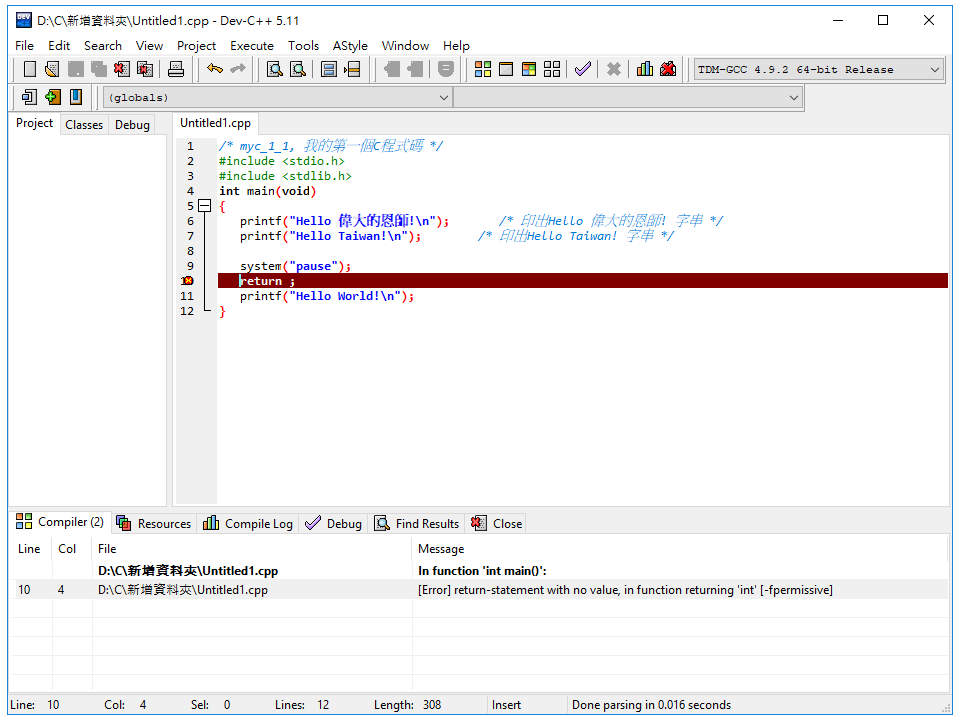 D:\C\新增資料夾\Untitled1.cpp - Dev-C++ 5.11
File Edit Search View Project Execute Tools AStyle Window Help
TDM-GCC 4.9.2 64-bit Release
(globals)
Project Classes Debug
Untitled1.cpp
1 /* myc_1_1, 我的第一個C程式碼 */
2 #include <stdio.h>
3 #include <stdlib.h>
4 int main(void)
5 {
6 printf("Hello 偉大的恩師!\n"); /* 印出Hello 偉大的恩師! 字串 */
7 printf("Hello Taiwan!\n"); /* 印出Hello Taiwan! 字串 */
8
9 system("pause");
10 return ;
11 printf("Hello World!\n");
12 }
Compiler (2) Resources Compile Log Debug Find Results Close
Line Col File Message
D:\C\新增資料夾\Untitled1.cpp In function 'int main()':
10 4 D:\C\新增資料夾\Untitled1.cpp [Error] return-statement with no value, in function returning 'int' [-fpermissive]
Line: 10 Col: 4 Sel: 0 Lines: 12 Length: 308 Insert Done parsing in 0.016 seconds